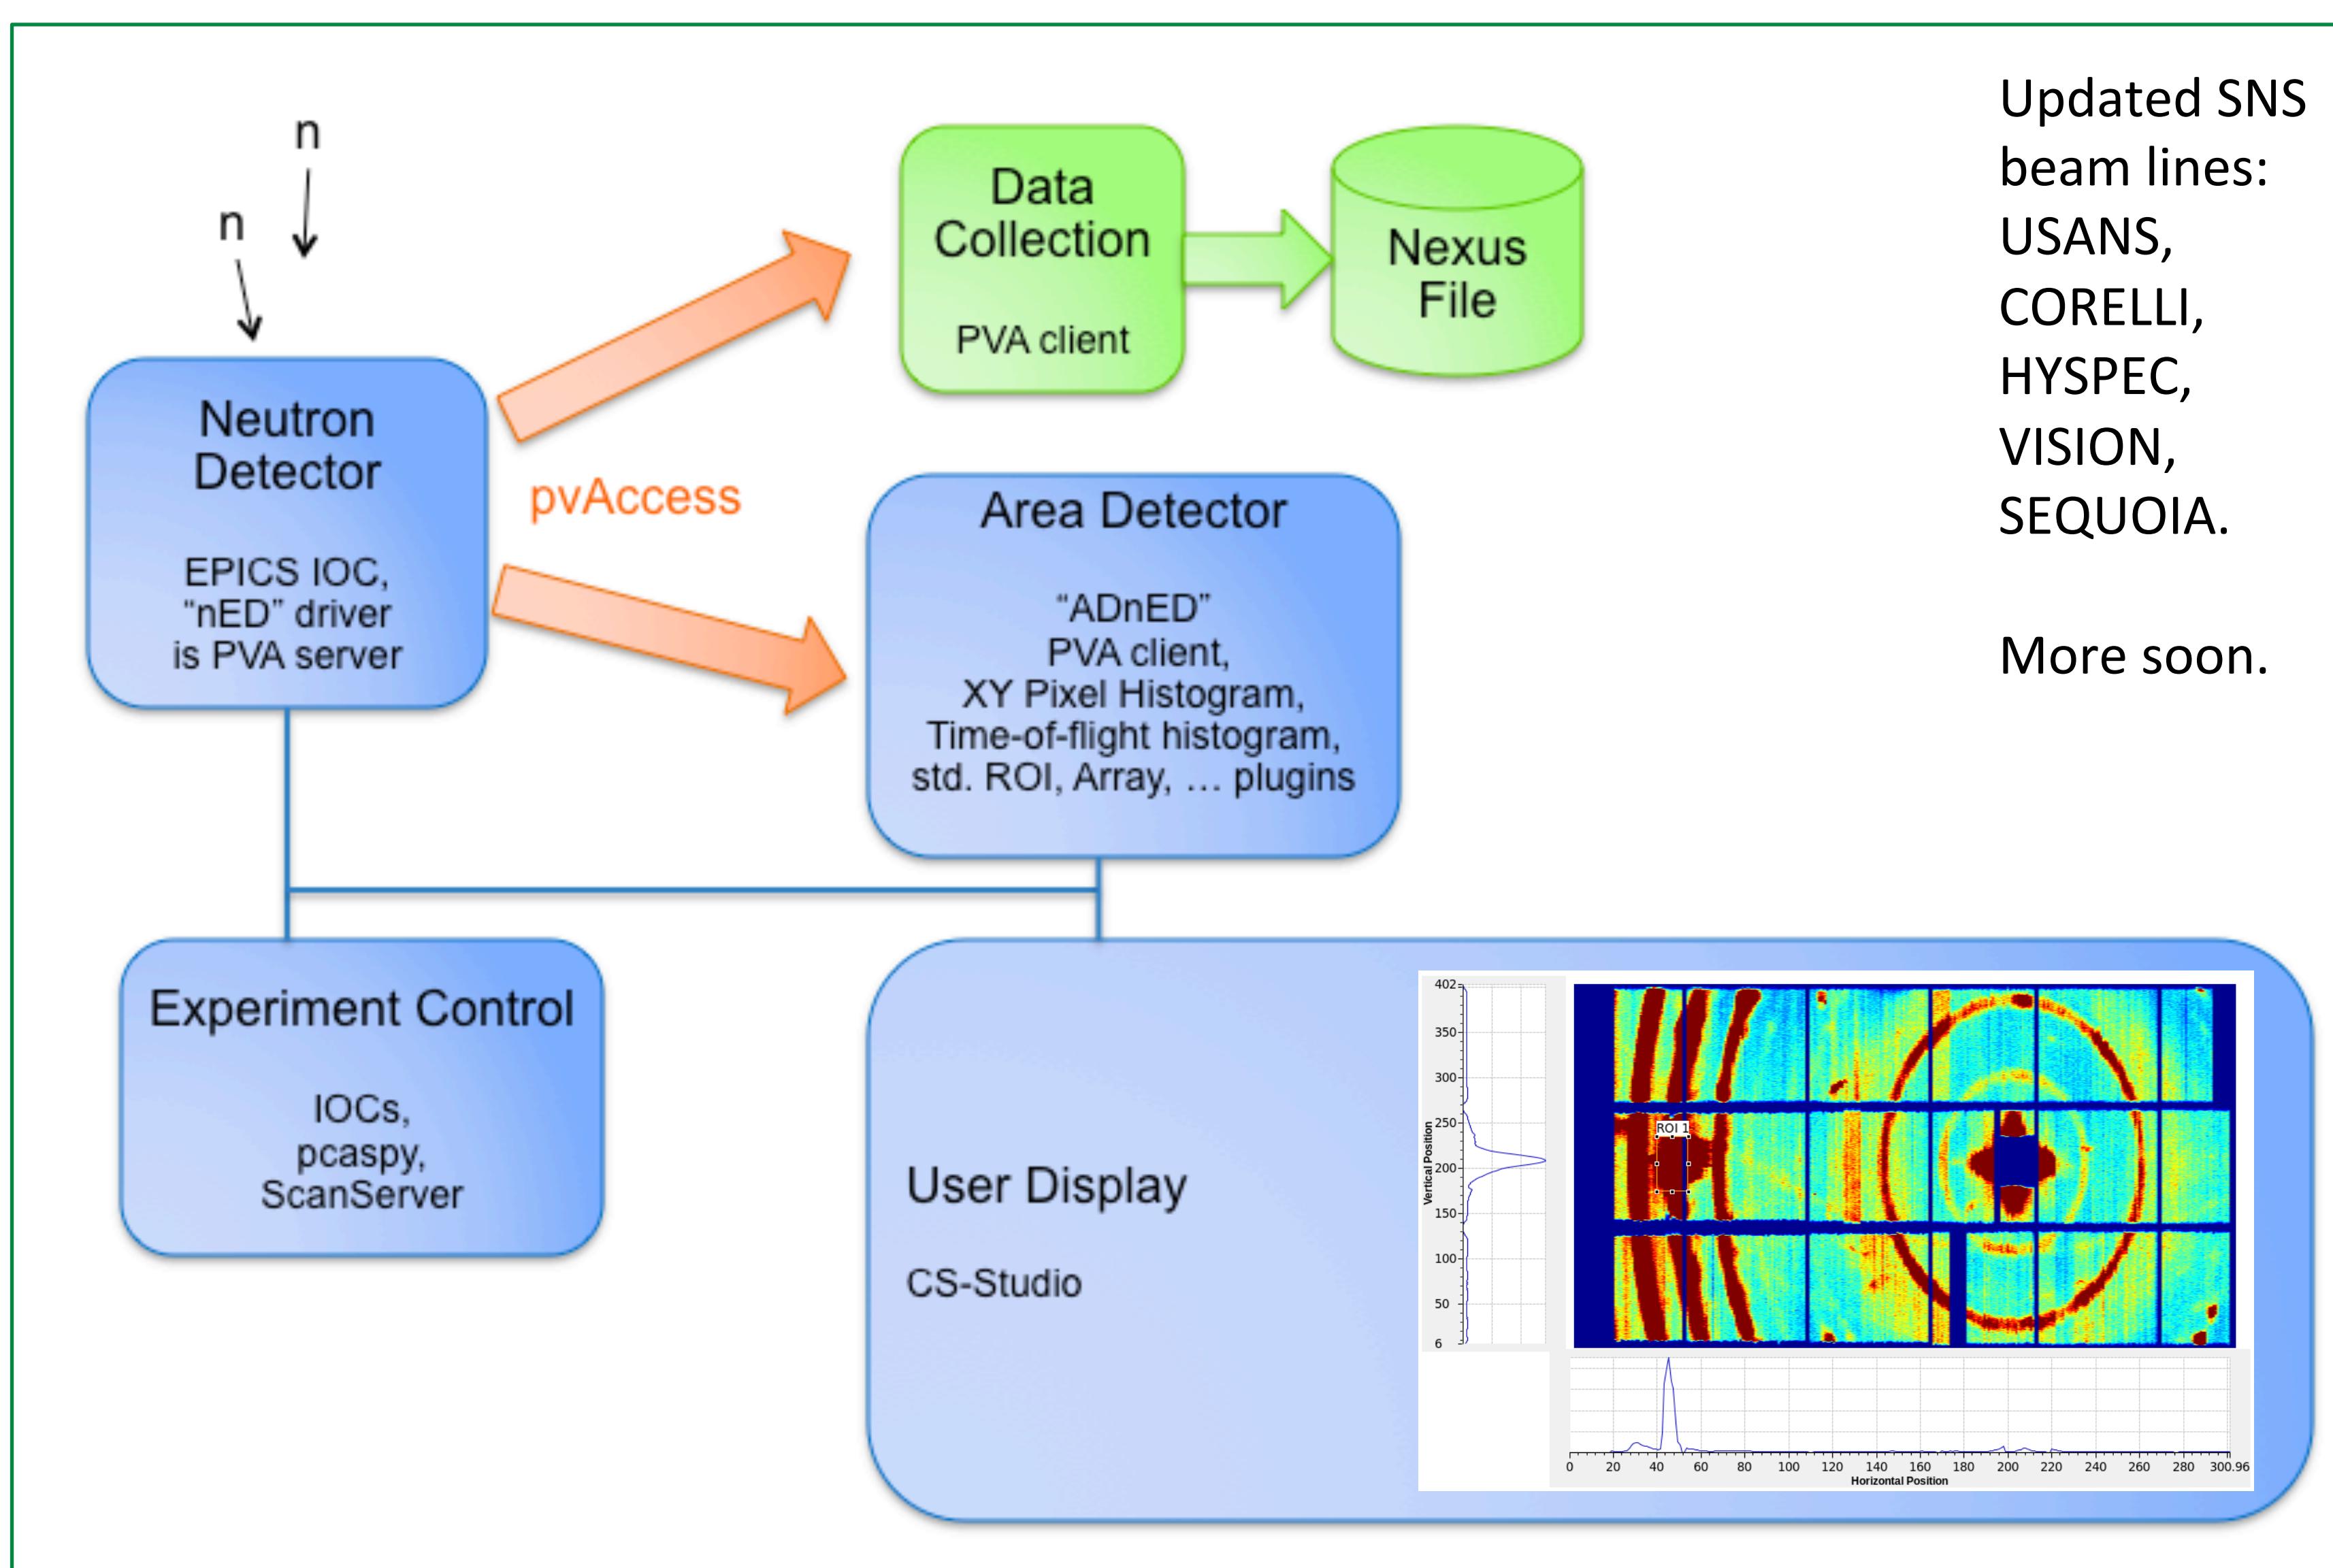 n
n
Neutron
Detector
EPICS IOC,
“nED” driver
is PVA server
pvAccess
Data
Collection
PVA client
Nexus
File
Area Detector
“ADnED”
PVA client,
XY Pixel Histogram,
Time-of-flight histogram,
std. ROI, Array, … plugins
Updated SNS
beam lines:
USANS,
CORELLI,
HYSPEC,
VISION,
SEQUOIA.
More soon.
Experiment Control
IOCs,
pcaspy,
ScanServer
User Display
CS-Studio
402
350
300
250
200
150
100
50
6
Vertical Position
ROI 1
0 20 40 60 80 100 120 140 160 180 200 220 240 260 280 300.96
Horizontal Position